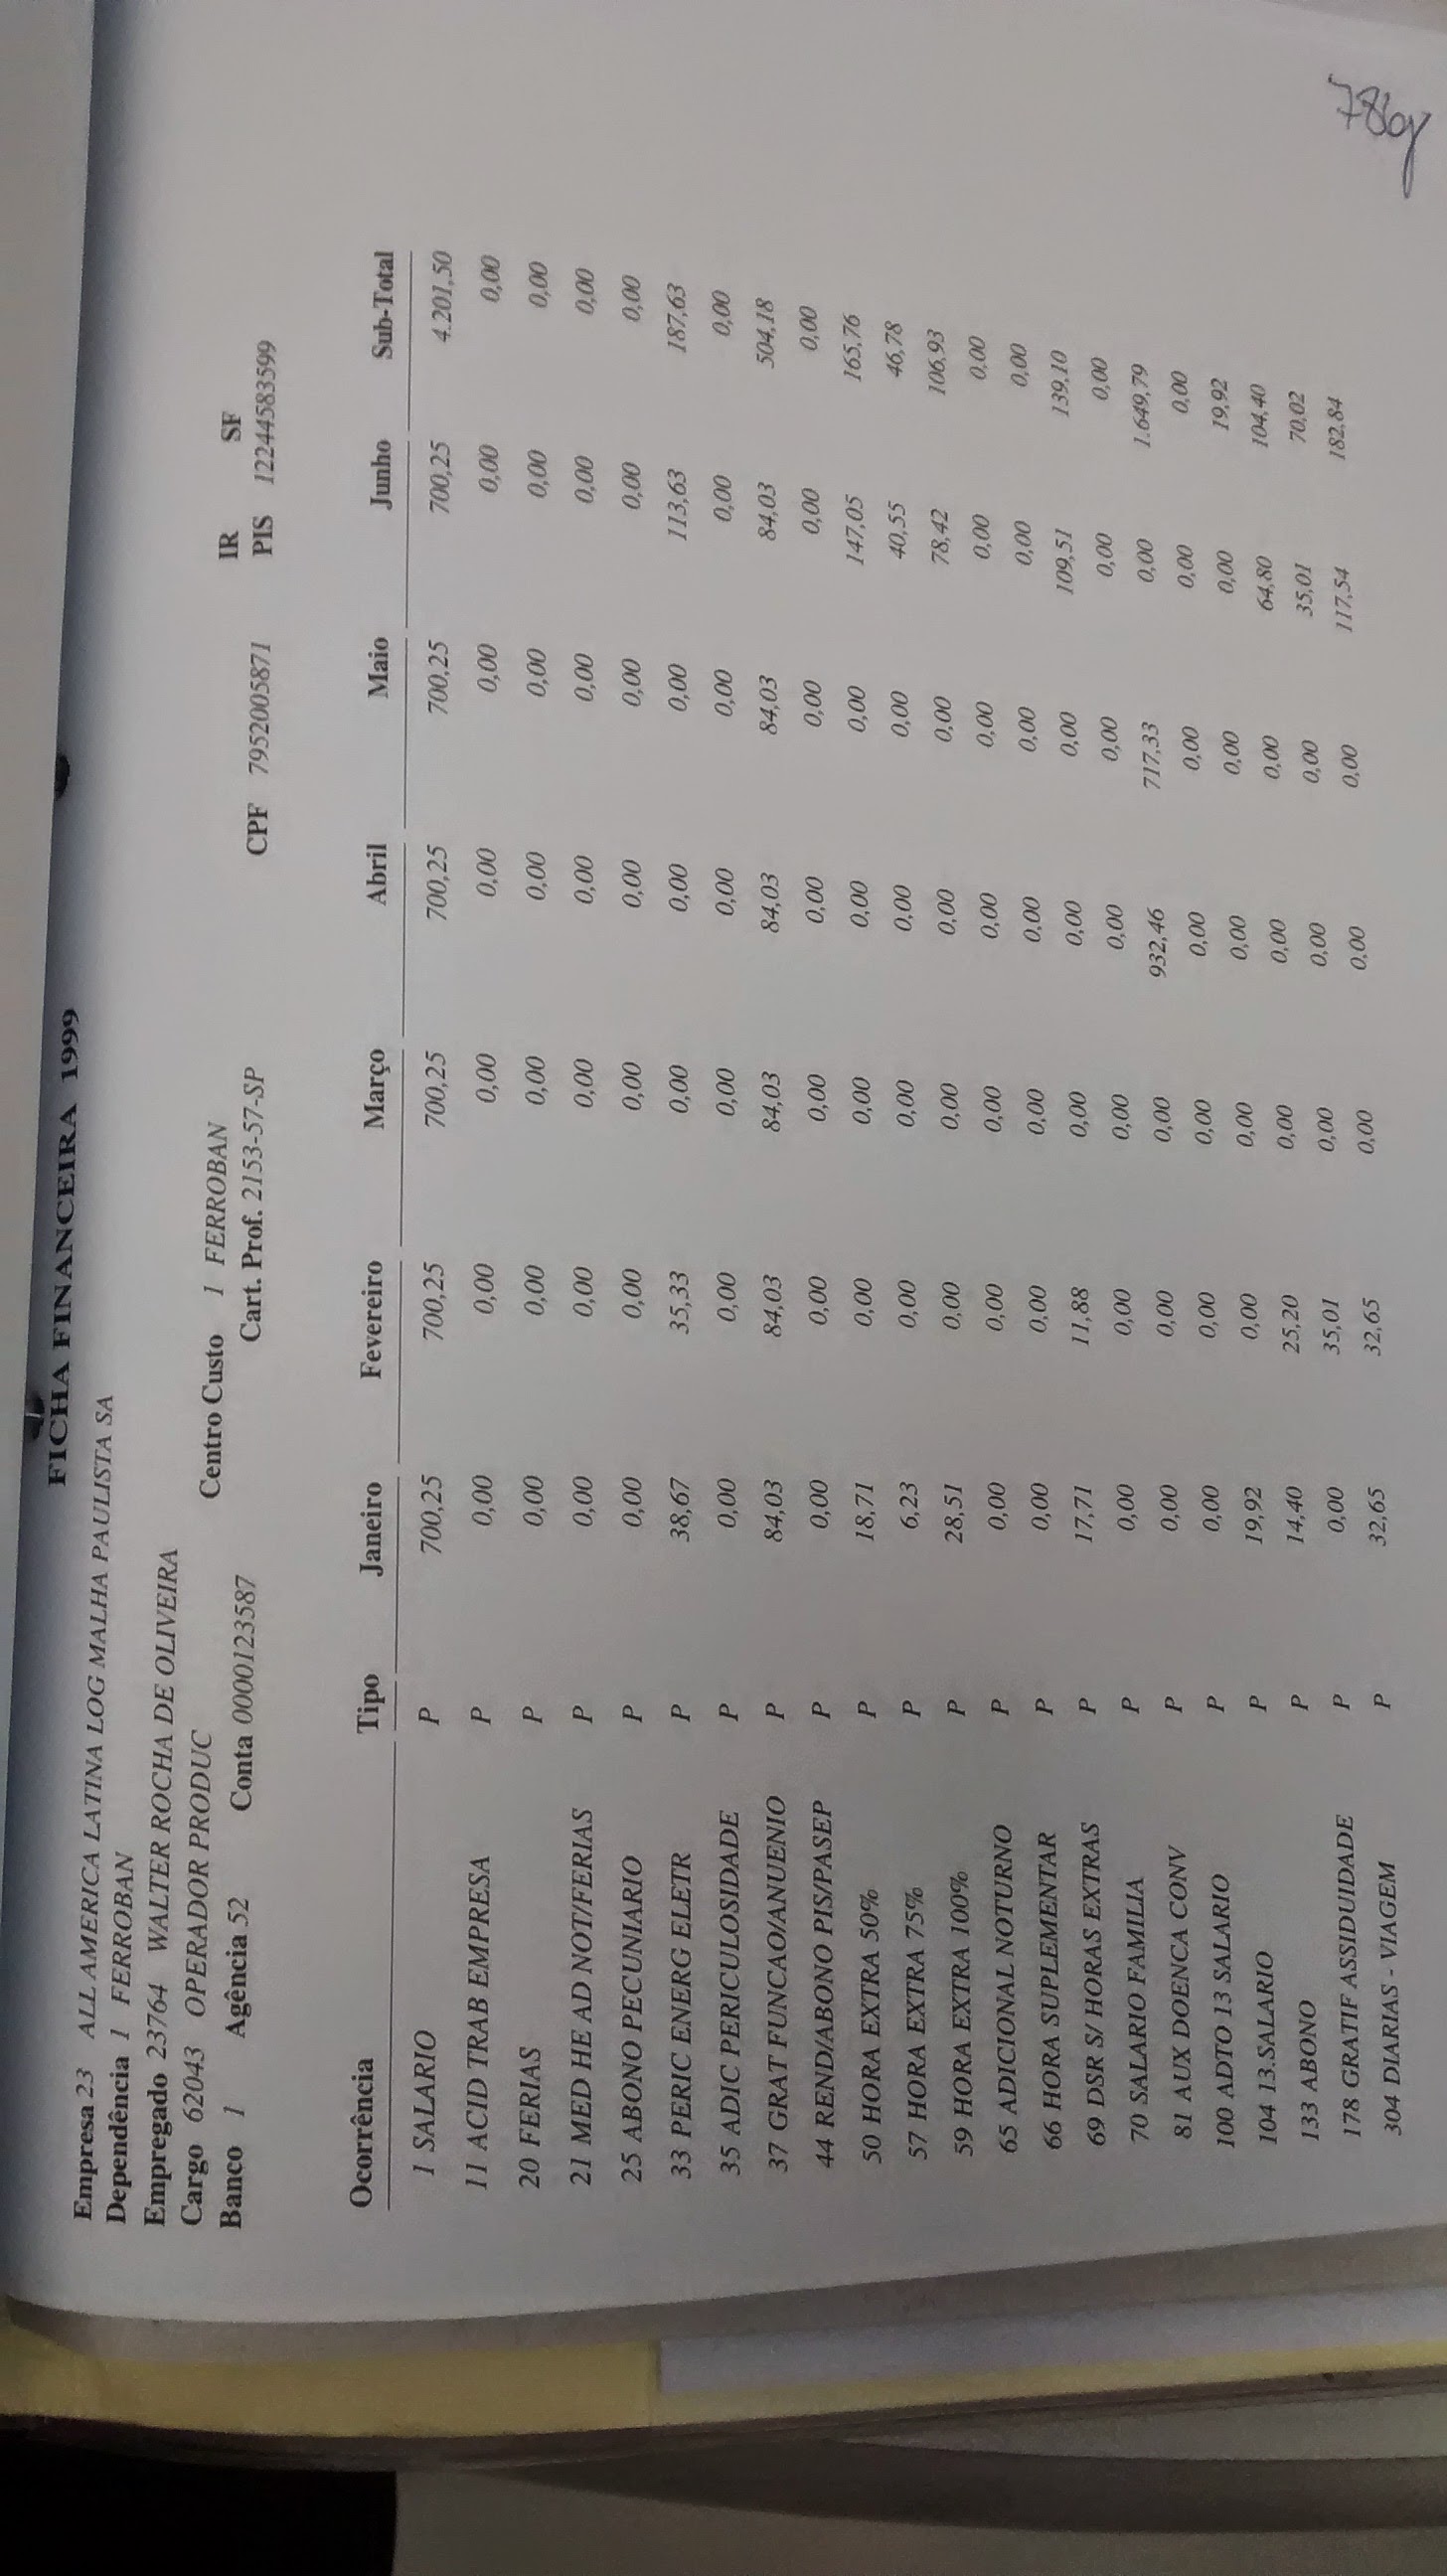 FICHA FINANCEIRA 1999
Empresa 23 ALL AMERICA LATINA LOG MALHA PAULISTA SA
Dependência 1 FERROBAN
Empregado 23764 WALTER ROCHA DE OLIVEIRA
Cargo 62043 OPERADOR PRODUC Centro Custo 1 FERROBAN IR SF
Banco 1 Agência 52 Conta 0000123587 Cart. Prof. 2153-57-SP CPF 7952005871 PIS 12244583599
Ocorrência Tipo Janeiro Fevereiro Março Abril Maio Junho Sub-Total
1 SALARIO P 700,25 700,25 700,25 700,25 700,25 700,25 4.201,50
11 ACID TRAB EMPRESA P 0,00 0,00 0,00 0,00 0,00 0,00 0,00
20 FERIAS P 0,00 0,00 0,00 0,00 0,00 0,00 0,00
21 MED HE AD NOT/FERIAS P 0,00 0,00 0,00 0,00 0,00 0,00 0,00
25 ABONO PECUNIARIO P 0,00 0,00 0,00 0,00 0,00 0,00 0,00
33 PERIC ENERG ELETR P 38,67 35,33 0,00 0,00 0,00 113,63 187,63
35 ADIC PERICULOSIDADE P 0,00 0,00 0,00 0,00 0,00 0,00 0,00
37 GRAT FUNCAO/ANUENIO P 84,03 84,03 84,03 84,03 84,03 84,03 504,18
44 REND/ABONO PIS/PASEP P 0,00 0,00 0,00 0,00 0,00 0,00 0,00
50 HORA EXTRA 50% P 18,71 0,00 0,00 0,00 0,00 147,05 165,76
57 HORA EXTRA 75% P 6,23 0,00 0,00 0,00 0,00 40,55 46,78
59 HORA EXTRA 100% P 28,51 0,00 0,00 0,00 0,00 78,42 106,93
65 ADICIONAL NOTURNO P 0,00 0,00 0,00 0,00 0,00 0,00 0,00
66 HORA SUPLEMENTAR P 0,00 0,00 0,00 0,00 0,00 0,00 0,00
69 DSR S/ HORAS EXTRAS P 17,71 11,88 0,00 0,00 0,00 109,51 139,10
70 SALARIO FAMILIA P 0,00 0,00 0,00 0,00 0,00 0,00 0,00
81 AUX DOENCA CONV P 0,00 0,00 0,00 932,46 717,33 0,00 1.649,79
100 ADTO 13 SALARIO P 0,00 0,00 0,00 0,00 0,00 0,00 0,00
104 13.SALARIO P 19,92 0,00 0,00 0,00 0,00 0,00 19,92
133 ABONO P 14,40 25,20 0,00 0,00 0,00 64,80 104,40
178 GRATIF ASSIDUIDADE P 0,00 35,01 0,00 0,00 0,00 35,01 70,02
304 DIARIAS - VIAGEM P 32,65 32,65 0,00 0,00 0,00 117,54 182,84